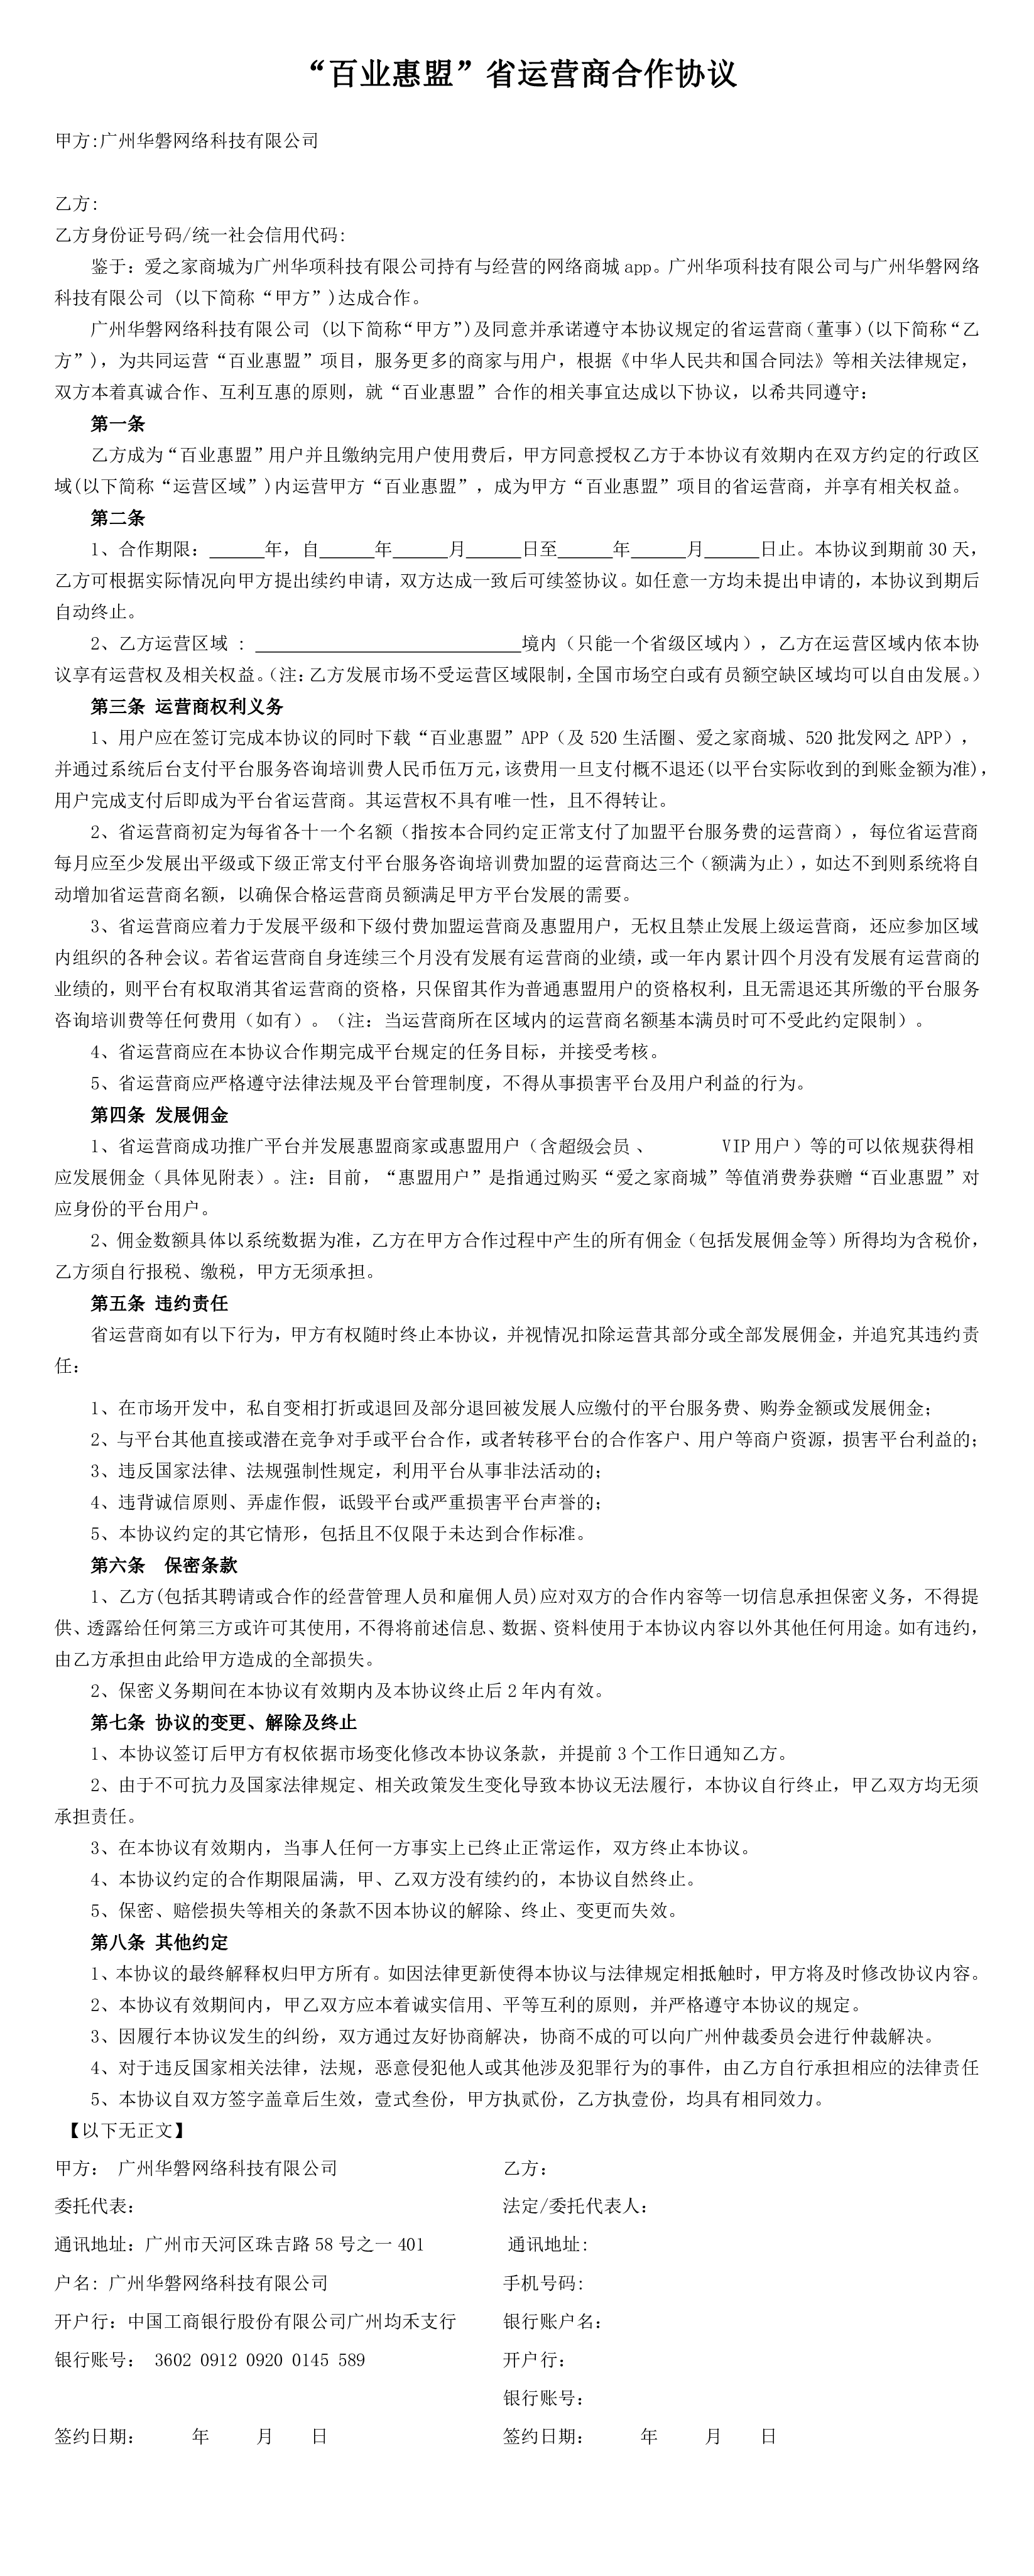 “百业惠盟”省运营商合作协议
甲方:广州华磐网络科技有限公司
乙方:
乙方身份证号码/统一社会信用代码:
鉴于：爱之家商城为广州华项科技有限公司持有与经营的网络商城 app。广州华项科技有限公司与广州华磐网络
科技有限公司 (以下简称“甲方”)达成合作。
广州华磐网络科技有限公司 (以下简称“甲方”)及同意并承诺遵守本协议规定的省运营商（董事）(以下简称“乙
方”)，为共同运营“百业惠盟”项目，服务更多的商家与用户，根据《中华人民共和国合同法》等相关法律规定，
双方本着真诚合作、互利互惠的原则，就“百业惠盟”合作的相关事宜达成以下协议，以希共同遵守：
第一条
乙方成为“百业惠盟”用户并且缴纳完用户使用费后，甲方同意授权乙方于本协议有效期内在双方约定的行政区
域(以下简称“运营区域”)内运营甲方“百业惠盟”，成为甲方“百业惠盟”项目的省运营商，并享有相关权益。
第二条
1、合作期限：______年，自______年______月______日至______年______月______日止。本协议到期前 30 天，
乙方可根据实际情况向甲方提出续约申请，双方达成一致后可续签协议。如任意一方均未提出申请的，本协议到期后
自动终止。
2、乙方运营区域 ：_____________________________境内（只能一个省级区域内），乙方在运营区域内依本协
议享有运营权及相关权益。（注：乙方发展市场不受运营区域限制，全国市场空白或有员额空缺区域均可以自由发展。）
第三条 运营商权利义务
1、用户应在签订完成本协议的同时下载“百业惠盟”APP（及 520 生活圈、爱之家商城、520 批发网之 APP），
并通过系统后台支付平台服务咨询培训费人民币伍万元，该费用一旦支付概不退还(以平台实际收到的到账金额为准)，
用户完成支付后即成为平台省运营商。其运营权不具有唯一性，且不得转让。
2、省运营商初定为每省各十一个名额（指按本合同约定正常支付了加盟平台服务费的运营商），每位省运营商
每月应至少发展出平级或下级正常支付平台服务咨询培训费加盟的运营商达三个（额满为止），如达不到则系统将自
动增加省运营商名额，以确保合格运营商员额满足甲方平台发展的需要。
3、省运营商应着力于发展平级和下级付费加盟运营商及惠盟用户，无权且禁止发展上级运营商，还应参加区域
内组织的各种会议。若省运营商自身连续三个月没有发展有运营商的业绩，或一年内累计四个月没有发展有运营商的
业绩的，则平台有权取消其省运营商的资格，只保留其作为普通惠盟用户的资格权利，且无需退还其所缴的平台服务
咨询培训费等任何费用（如有）。（注：当运营商所在区域内的运营商名额基本满员时可不受此约定限制）。
4、省运营商应在本协议合作期完成平台规定的任务目标，并接受考核。
5、省运营商应严格遵守法律法规及平台管理制度，不得从事损害平台及用户利益的行为。
第四条 发展佣金
1、省运营商成功推广平台并发展惠盟商家或惠盟用户（含超级会员 、 VIP 用户）等的可以依规获得相
应发展佣金（具体见附表）。注：目前，“惠盟用户”是指通过购买“爱之家商城”等值消费券获赠“百业惠盟”对
应身份的平台用户。
2、佣金数额具体以系统数据为准，乙方在甲方合作过程中产生的所有佣金（包括发展佣金等）所得均为含税价，
乙方须自行报税、缴税，甲方无须承担。
第五条 违约责任
省运营商如有以下行为，甲方有权随时终止本协议，并视情况扣除运营其部分或全部发展佣金，并追究其违约责
任：
1、在市场开发中，私自变相打折或退回及部分退回被发展人应缴付的平台服务费、购券金额或发展佣金；
2、与平台其他直接或潜在竞争对手或平台合作，或者转移平台的合作客户、用户等商户资源，损害平台利益的；
3、违反国家法律、法规强制性规定，利用平台从事非法活动的；
4、违背诚信原则、弄虚作假，诋毁平台或严重损害平台声誉的；
5、本协议约定的其它情形，包括且不仅限于未达到合作标准。
第六条 保密条款
1、乙方(包括其聘请或合作的经营管理人员和雇佣人员)应对双方的合作内容等一切信息承担保密义务，不得提
供、透露给任何第三方或许可其使用，不得将前述信息、数据、资料使用于本协议内容以外其他任何用途。如有违约，
由乙方承担由此给甲方造成的全部损失。
2、保密义务期间在本协议有效期内及本协议终止后 2 年内有效。
第七条 协议的变更、解除及终止
1、本协议签订后甲方有权依据市场变化修改本协议条款，并提前 3 个工作日通知乙方。
2、由于不可抗力及国家法律规定、相关政策发生变化导致本协议无法履行，本协议自行终止，甲乙双方均无须
承担责任。
3、在本协议有效期内，当事人任何一方事实上已终止正常运作，双方终止本协议。
4、本协议约定的合作期限届满，甲、乙双方没有续约的，本协议自然终止。
5、保密、赔偿损失等相关的条款不因本协议的解除、终止、变更而失效。
第八条 其他约定
1、本协议的最终解释权归甲方所有。如因法律更新使得本协议与法律规定相抵触时，甲方将及时修改协议内容。
2、本协议有效期间内，甲乙双方应本着诚实信用、平等互利的原则，并严格遵守本协议的规定。
3、因履行本协议发生的纠纷，双方通过友好协商解决，协商不成的可以向广州仲裁委员会进行仲裁解决。
4、对于违反国家相关法律，法规，恶意侵犯他人或其他涉及犯罪行为的事件，由乙方自行承担相应的法律责任
5、本协议自双方签字盖章后生效，壹式叁份，甲方执贰份，乙方执壹份，均具有相同效力。
【以下无正文】
甲方： 广州华磐网络科技有限公司 乙方：
委托代表： 法定/委托代表人：
通讯地址：广州市天河区珠吉路 58 号之一 401 通讯地址:
户名: 广州华磐网络科技有限公司 手机号码:
开户行：中国工商银行股份有限公司广州均禾支行 银行账户名：
银行账号： 3602 0912 0920 0145 589 开户行：
银行账号：
签约日期： 年 月 日 签约日期： 年 月 日